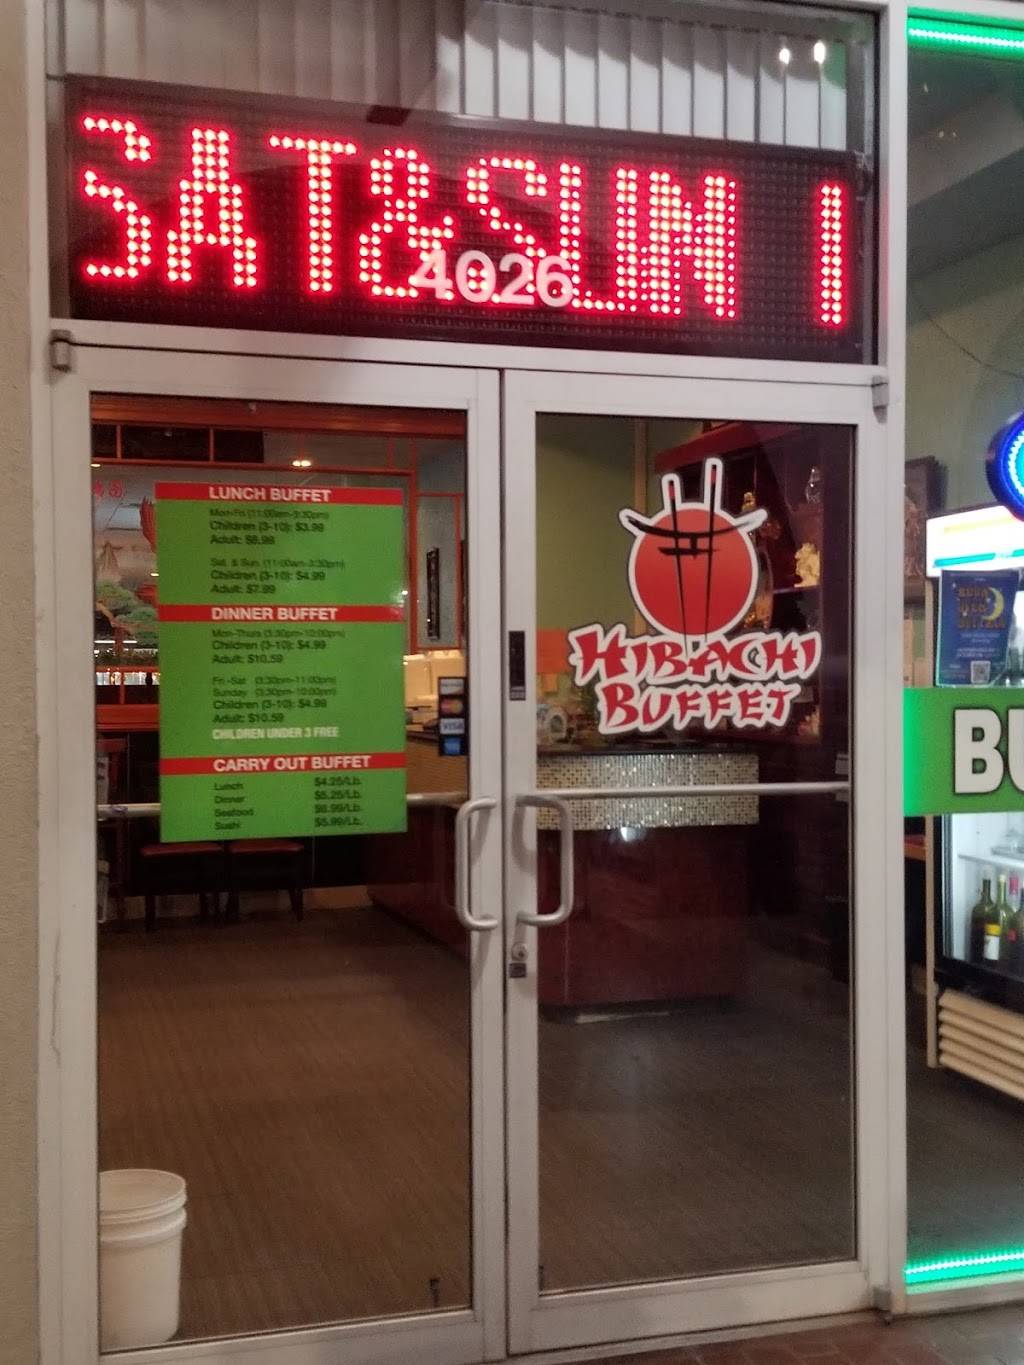 SAT&SUN 1
4026
LUNCH BUFFET
Mon-Fri (11:00am-3:30pm)
Children (3-10): $3.99
Adult: $6.99
Sat. & Sun. (11:00am-3:30pm)
Children (3-10): $4.99
Adult: $7.99
DINNER BUFFET
Mon-Thurs (3:30pm-10:00pm)
Children (3-10): $4.99
Adult: $10.59
Fri-Sat (3:30pm-11:00pm)
Sunday (3:30pm-10:00pm)
Children (3-10): $4.99
Adult: $10.59
CHILDREN UNDER 3 FREE
CARRY OUT BUFFET
Lunch $4.25/Lb.
Dinner $5.25/Lb.
Seafood $6.99/Lb.
Sushi $5.99/Lb.
HIBACHI
BUFFET
VISA
BU